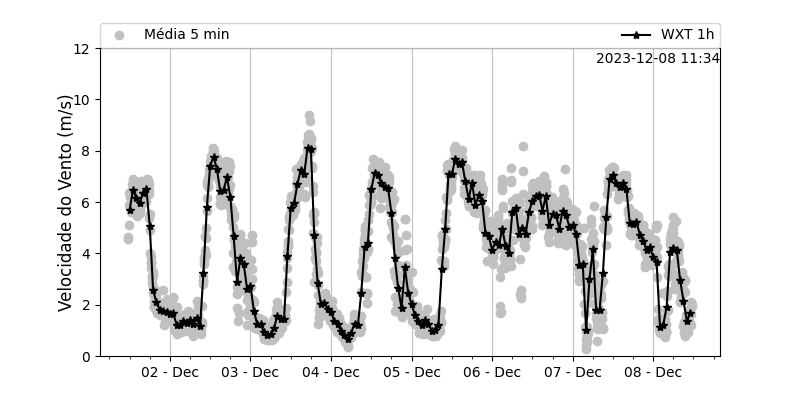 Média 5 min
WXT 1h
2023-12-08 11:34
Velocidade do Vento (m/s)
12
10
8
6
4
2
0
02 - Dec
03 - Dec
04 - Dec
05 - Dec
06 - Dec
07 - Dec
08 - Dec